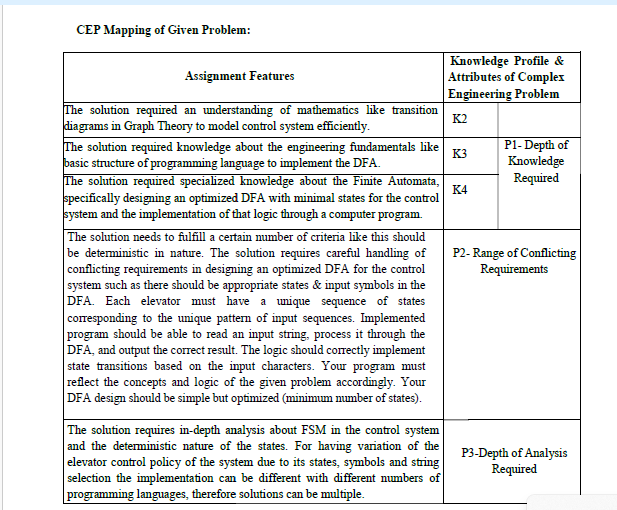 CEP Mapping of Given Problem:
Assignment Features
Knowledge Profile &
Attributes of Complex
Engineering Problem
The solution required an understanding of mathematics like transition
diagrams in Graph Theory to model control system efficiently.
K2
The solution required knowledge about the engineering fundamentals like
basic structure of programming language to implement the DFA.
K3
The solution required specialized knowledge about the Finite Automata,
specifically designing an optimized DFA with minimal states for the control
system and the implementation of that logic through a computer program.
K4
P1- Depth of
Knowledge
Required
The solution needs to fulfill a certain number of criteria like this should
be deterministic in nature. The solution requires careful handling of
conflicting requirements in designing an optimized DFA for the control
system such as there should be appropriate states & input symbols in the
DFA. Each elevator must have a unique sequence of states
corresponding to the unique pattern of input sequences. Implemented
program should be able to read an input string, process it through the
DFA, and output the correct result. The logic should correctly implement
state transitions based on the input characters. Your program must
reflect the concepts and logic of the given problem accordingly. Your
DFA design should be simple but optimized (minimum number of states).
P2- Range of Conflicting
Requirements
The solution requires in-depth analysis about FSM in the control system
and the deterministic nature of the states. For having variation of the
elevator control policy of the system due to its states, symbols and string
selection the implementation can be different with different numbers of
programming languages, therefore solutions can be multiple.
P3-Depth of Analysis
Required